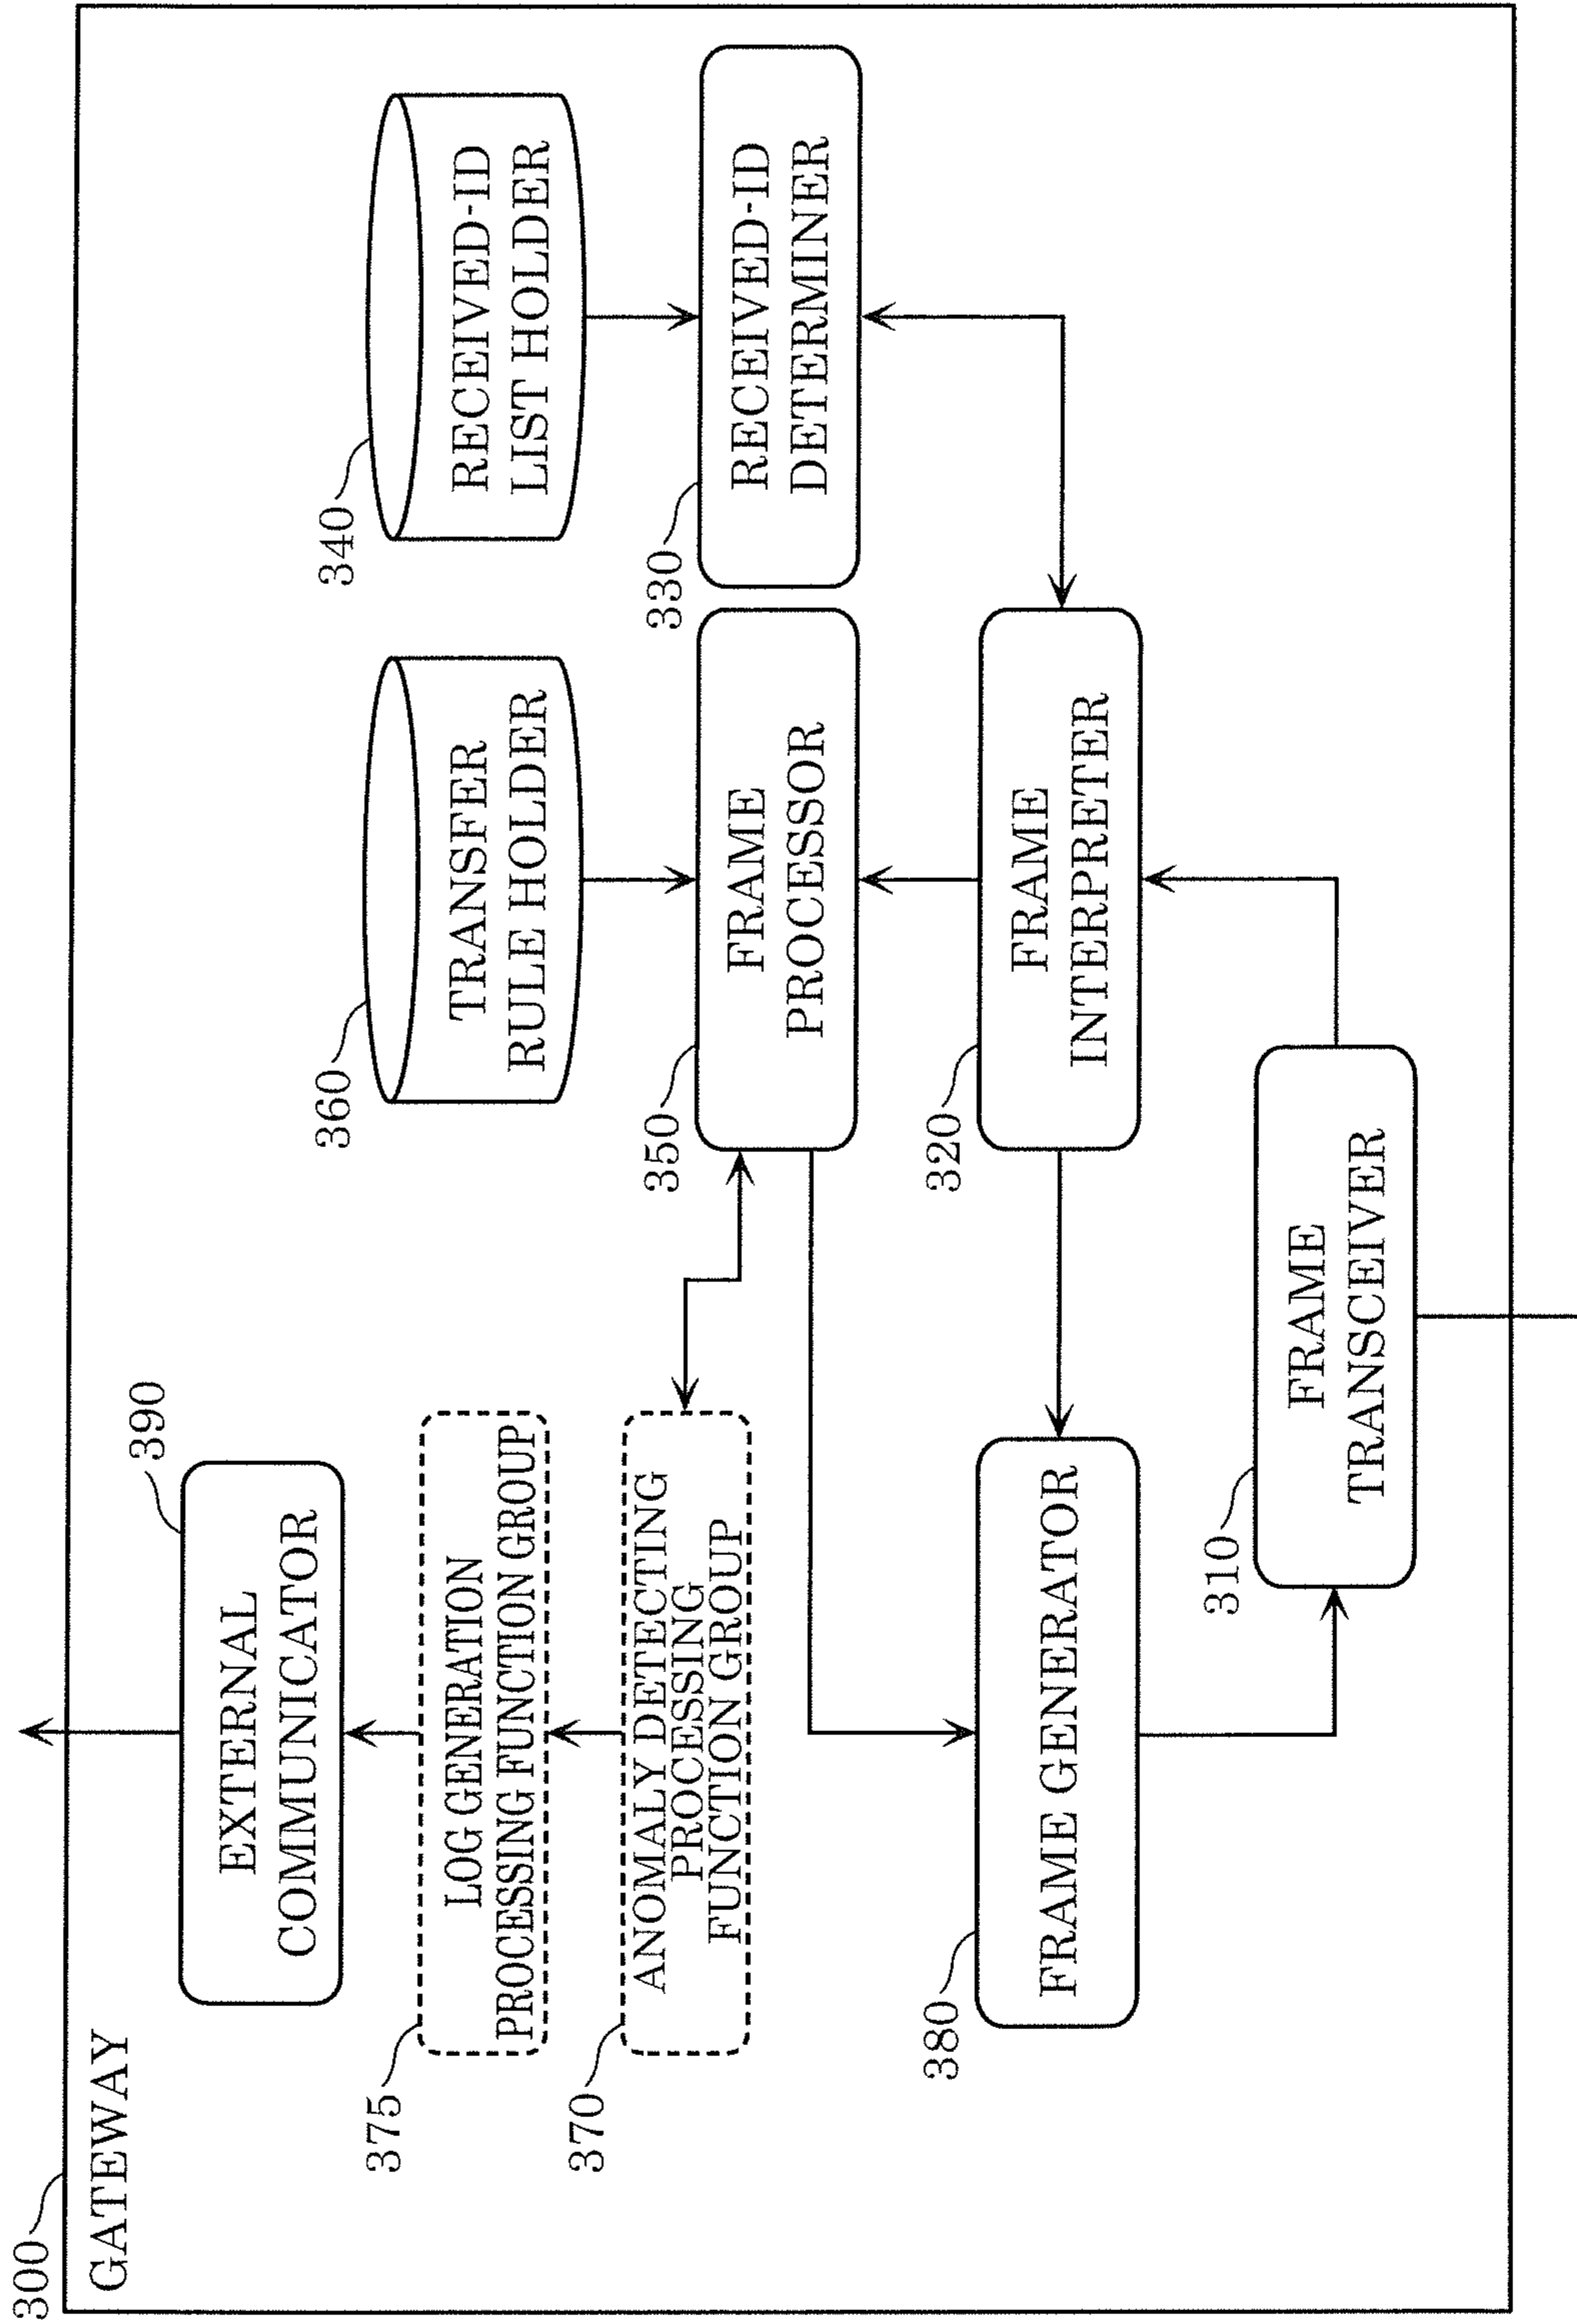 300
GATEWAY
390
EXTERNAL
COMMUNICATOR
375
LOG GENERATION
PROCESSING FUNCTION GROUP
370
ANOMALY DETECTING
PROCESSING
FUNCTION GROUP
360
TRANSFER
RULE HOLDER
340
RECEIVED-ID
LIST HOLDER
350
FRAME
PROCESSOR
330
RECEIVED-ID
DETERMINER
380
FRAME GENERATOR
320
FRAME
INTERPRETER
310
FRAME
TRANSCEIVER